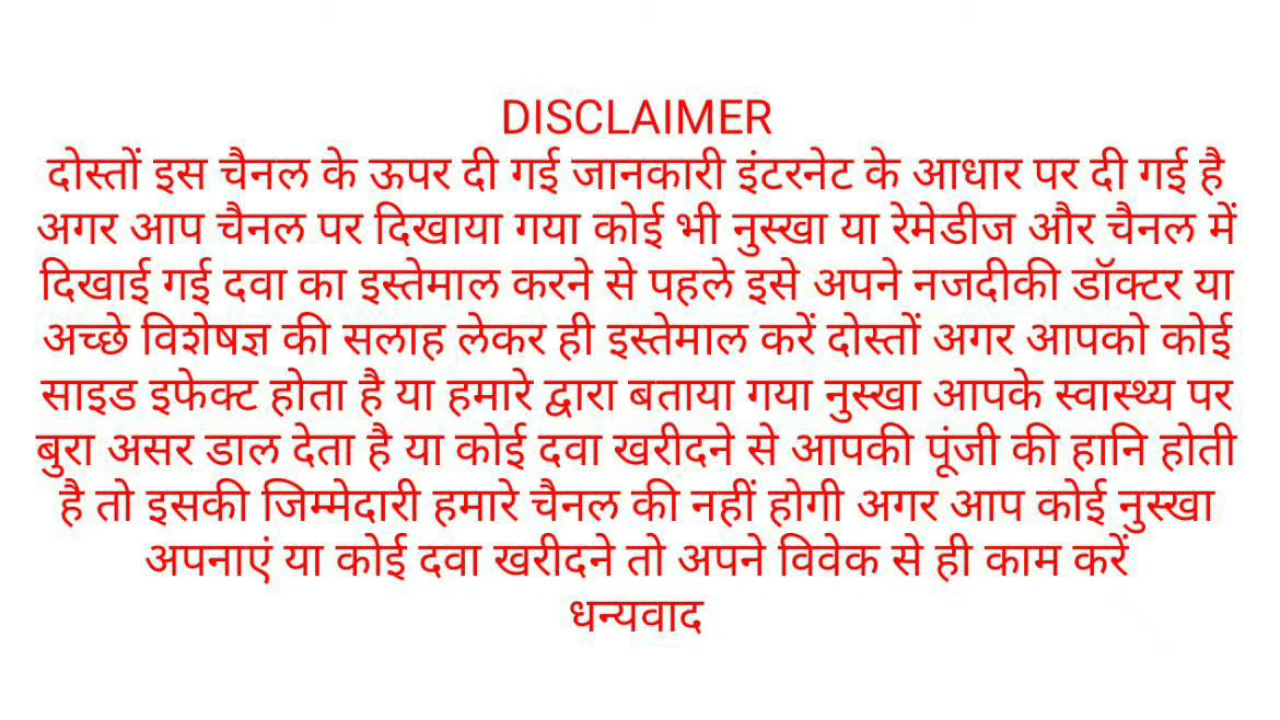 DISCLAIMER
दोस्तों इस चैनल के ऊपर दी गई जानकारी इंटरनेट के आधार पर दी गई है
अगर आप चैनल पर दिखाया गया कोई भी नुस्खा या रेमेडीज और चैनल में
दिखाई गई दवा का इस्तेमाल करने से पहले इसे अपने नजदीकी डॉक्टर या
अच्छे विशेषज्ञ की सलाह लेकर ही इस्तेमाल करें दोस्तों अगर आपको कोई
साइड इफेक्ट होता है या हमारे द्वारा बताया गया नुस्खा आपके स्वास्थ्य पर
बुरा असर डाल देता है या कोई दवा खरीदने से आपकी पूंजी की हानि होती
है तो इसकी जिम्मेदारी हमारे चैनल की नहीं होगी अगर आप कोई नुस्खा
अपनाएं या कोई दवा खरीदने तो अपने विवेक से ही काम करें
धन्यवाद